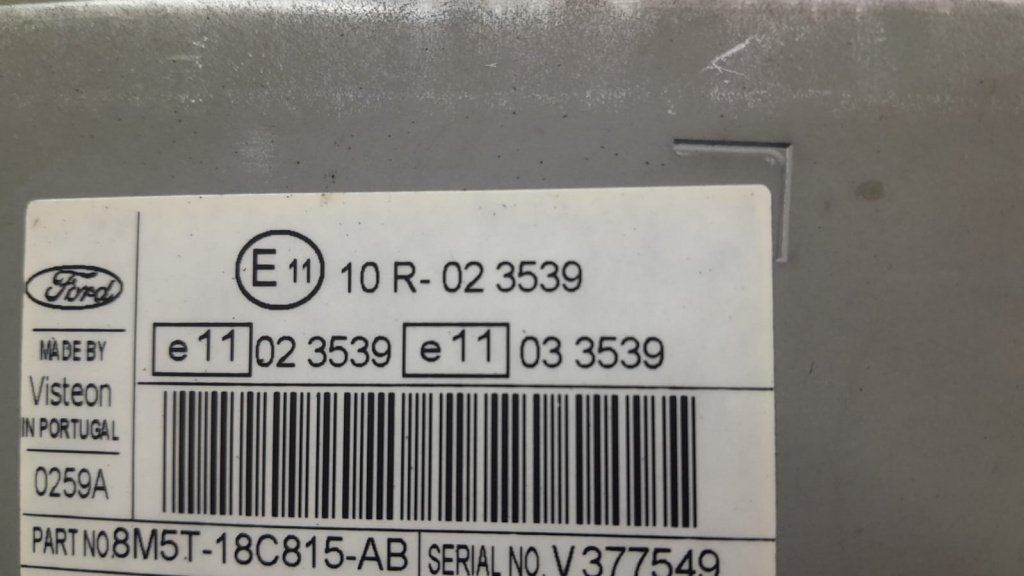 E 11 10 R- 02 3539
Ford
e 11 02 3539 e 11 03 3539
MADE BY
Visteon
IN PORTUGAL
0259A
PART NO. 8M5T-18C815-AB SERIAL NO. V377549